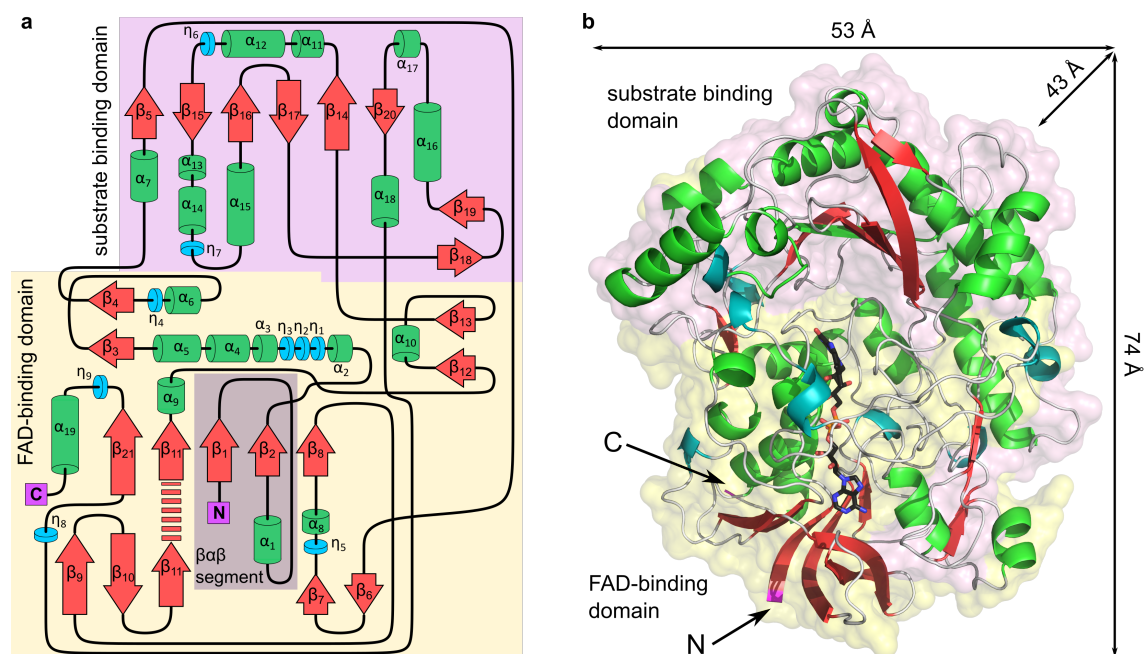 a
substrate binding domain
η6
α12
α11
α17
β5
β15
β16
β17
β14
β20
α16
α7
α13
α14
α15
α18
β19
η7
β18
β4
η4
α6
β13
α10
β12
β3
α5
α4
α3
η3
η2
η1
α2
FAD-binding domain
η9
α9
α19
β21
β11
β1
β2
β8
C
N
η8
α1
α8
η5
βαβ
segment
β9
β10
β11
β7
β6
b
53 Å
43 Å
74 Å
substrate binding
domain
C
FAD-binding
domain
N